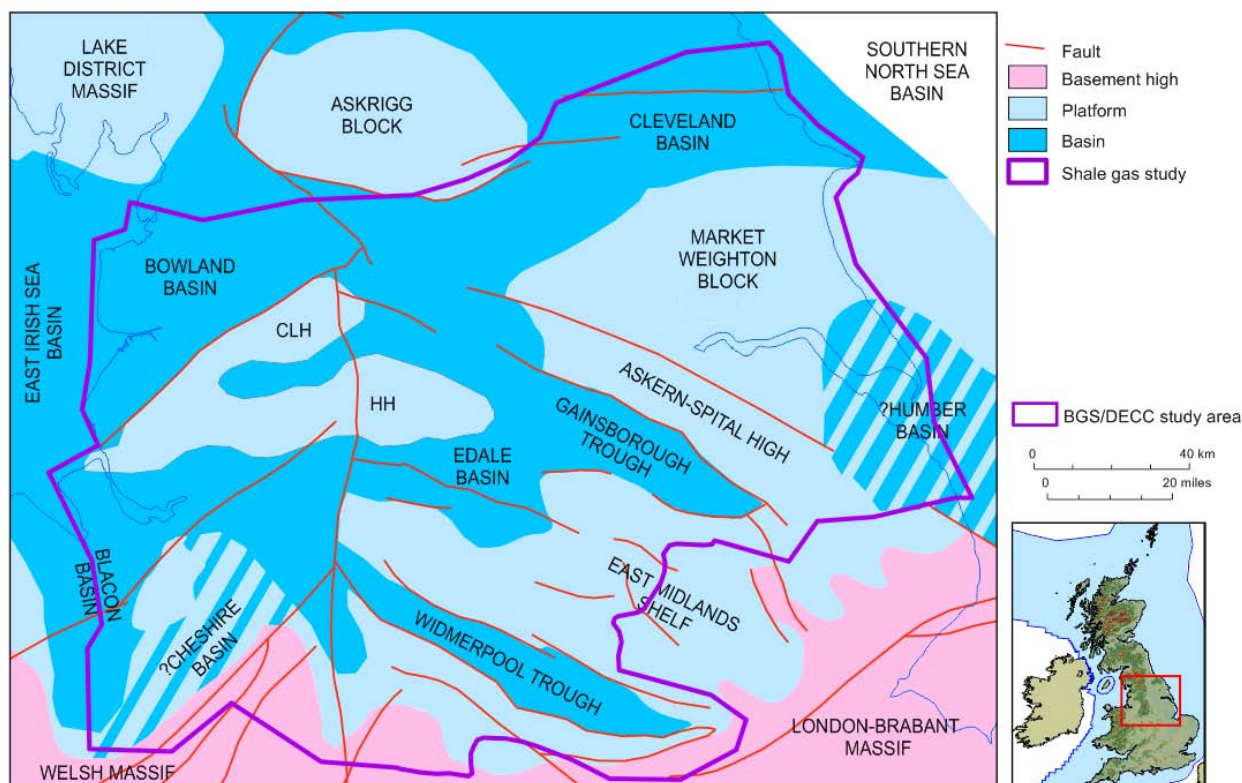 LAKE
DISTRICT
MASSIF
ASKRIGG
BLOCK
CLEVELAND
BASIN
SOUTHERN
NORTH SEA
BASIN
BOWLAND
BASIN
MARKET
WEIGHTON
BLOCK
EAST IRISH SEA
BASIN
CLH
HH
ASKERN-SPITAL HIGH
GAINSBOROUGH
TROUGH
?HUMBER
BASIN
EDALE
BASIN
BLACON
BASIN
?CHESHIRE
BASIN
EAST MIDLANDS
SHELF
WIDMERPOOL TROUGH
LONDON-BRABANT
MASSIF
WELSH MASSIF
Fault
Basement high
Platform
Basin
Shale gas study
BGS/DECC study area
0 40 km
0 20 miles